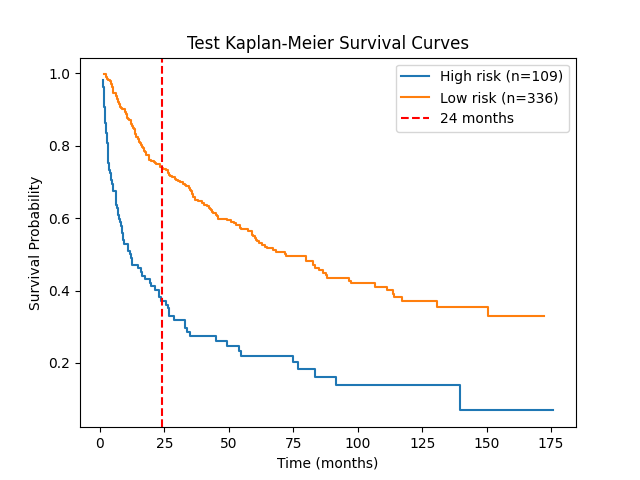 Test Kaplan-Meier Survival Curves
High risk (n=109)
Low risk (n=336)
24 months
Survival Probability
1.0
0.8
0.6
0.4
0.2
0 25 50 75 100 125 150 175
Time (months)